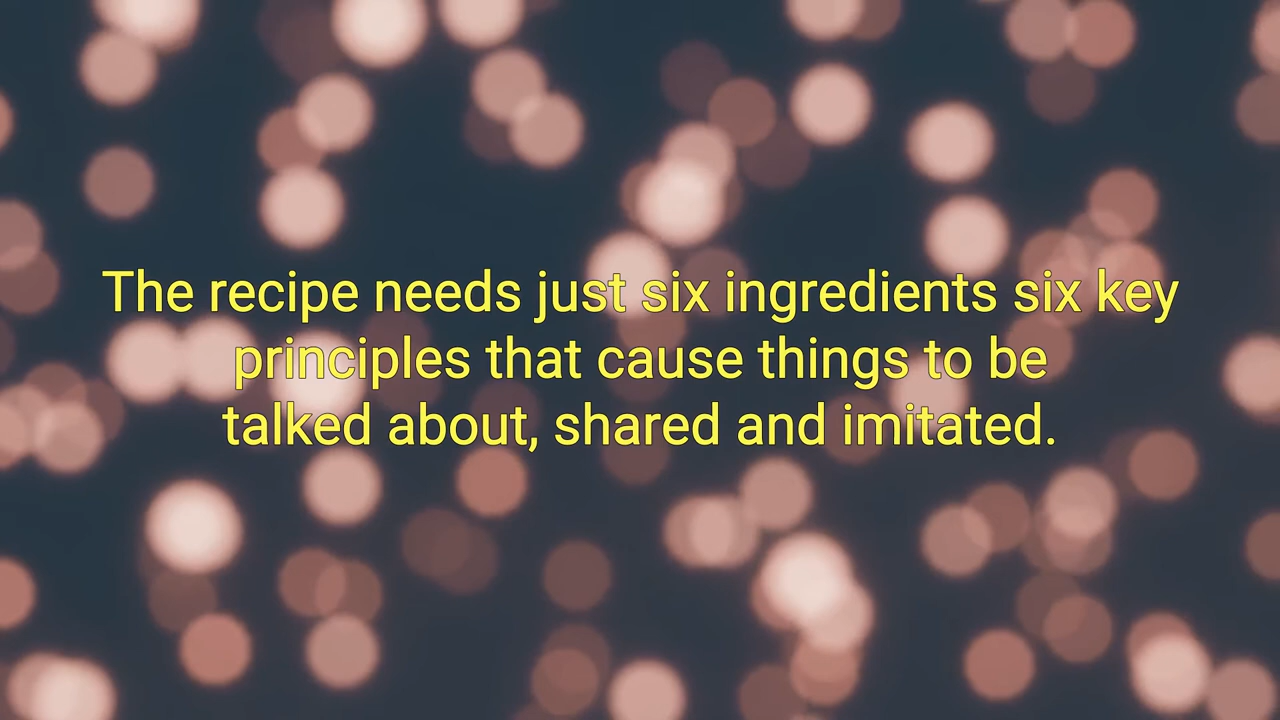 The recipe needs just six ingredients six key
principles that cause things to be
talked about, shared and imitated.